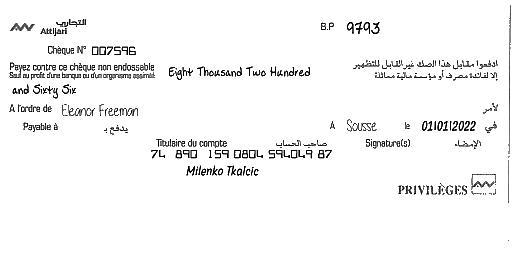 التجاري
Attijari
B.P 9793
Chèque N° 007596
Payez contre ce chèque non endossable
Sauf au profit d'une banque ou d'un organisme assimilé
Eight Thousand Two Hundred
ادفعوا مقابل هذا الصك غير القابل للتظهير
إلا لفائدة مصرف أو مؤسسة مالية مماثلة
and Sixty Six
A l'ordre de Eleanor Freeman لأمر
Payable à يدفع بـ A Sousse le 01/01/2022 في
Titulaire du compte صاحب الحساب Signature(s) الإمضاء
74 890 159 0804 594049 87
Milenko Tkalcic
PRIVILÈGES